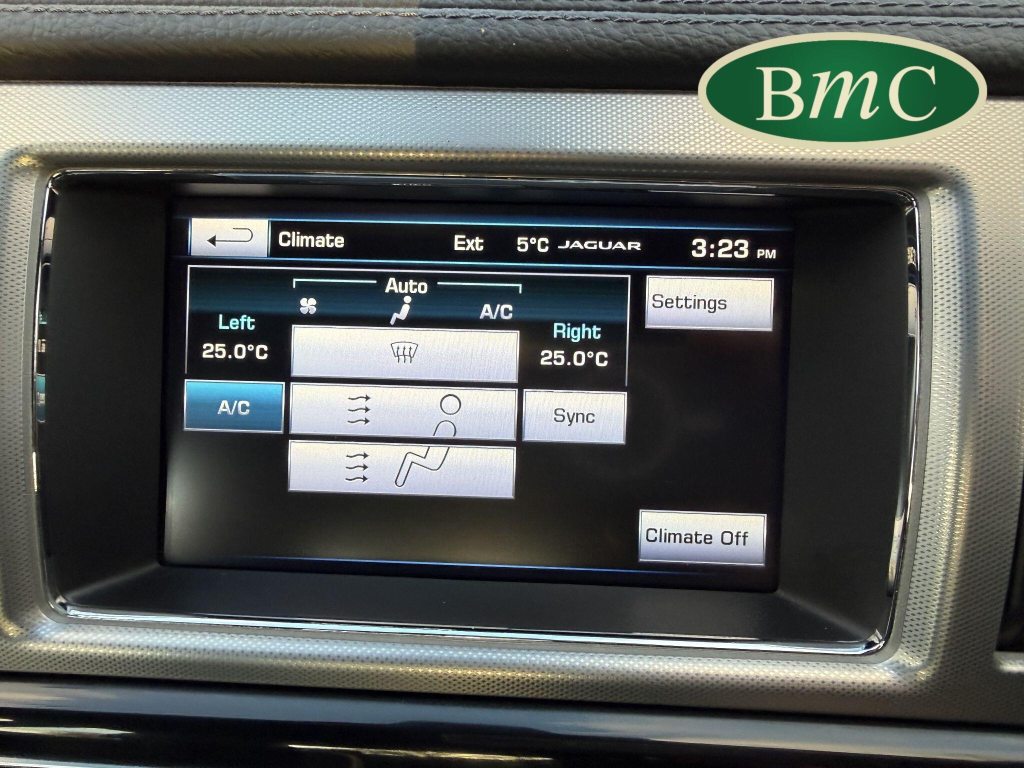 BmC
Climate Ext 5°C JAGUAR 3:23 PM
Auto
A/C
Settings
Left
25.0°C
Right
25.0°C
A/C
Sync
Climate Off